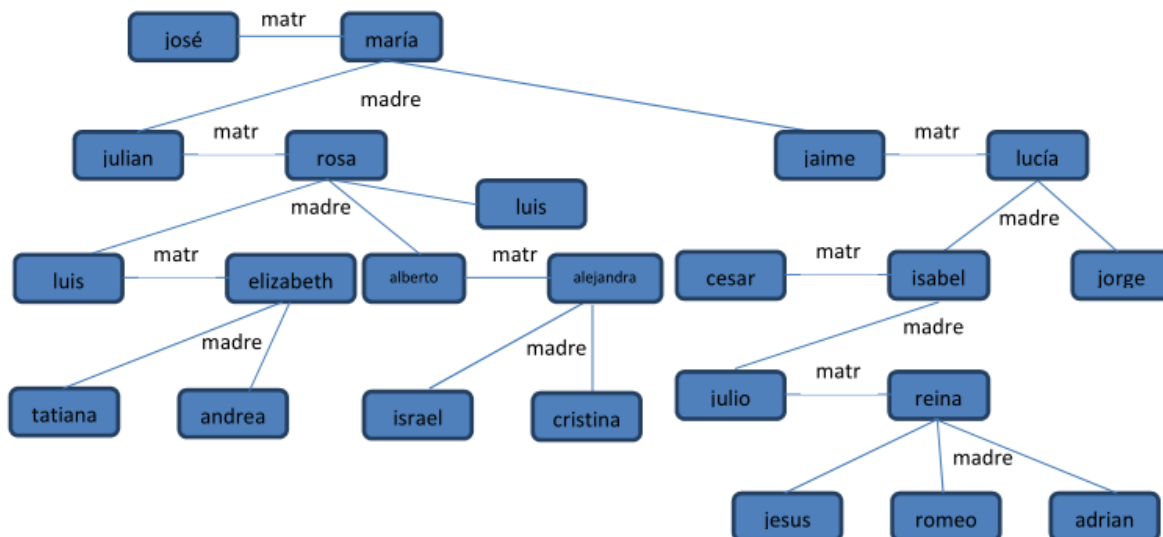 matr
josé
maría
madre
matr
matr
julian
rosa
jaime
lucía
luis
madre
madre
matr
matr
matr
luis
elizabeth
alberto
alejandra
cesar
isabel
jorge
madre
madre
madre
matr
tatiana
andrea
israel
cristina
julio
reina
madre
jesus
romeo
adrian